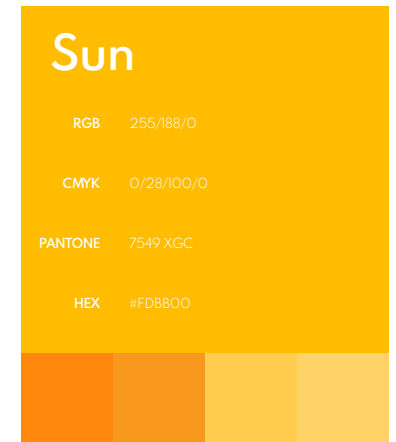 Sun
RGB 255/188/0
CMYK 0/28/100/0
PANTONE 7549 XGC
HEX #FDBB00